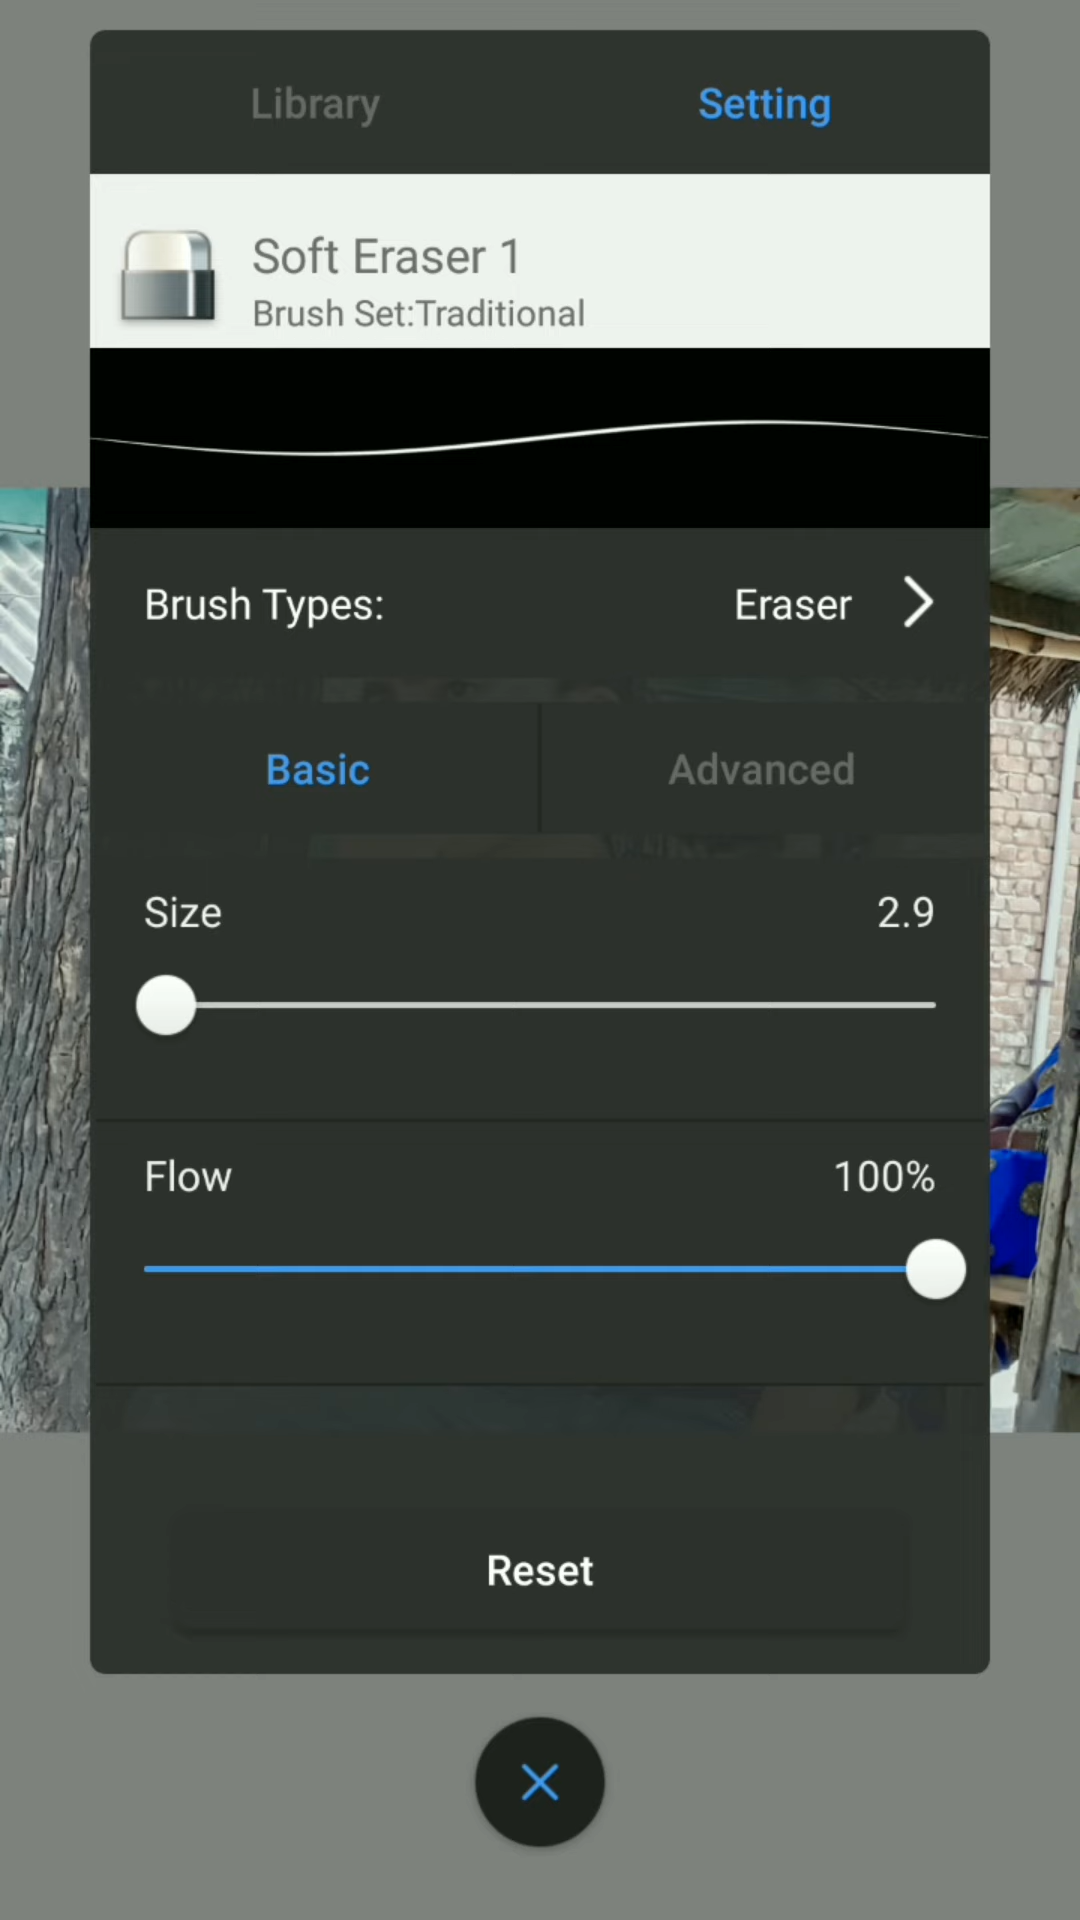 Library Setting
Soft Eraser 1
Brush Set:Traditional
Brush Types: Eraser
Basic Advanced
Size 2.9
Flow 100%
Reset